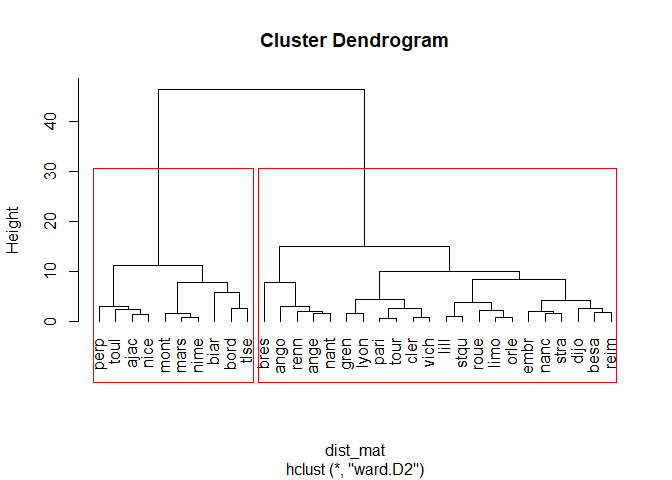 Cluster Dendrogram
Height
0 10 20 30 40
perp toul ajac nice mont mars nime biar bord tlse bres ango renn ange nant gren lyon pari tour cler vich lill stqu roue limo orle embr nanc stra dijo besa reim
dist_mat
hclust (*, "ward.D2")